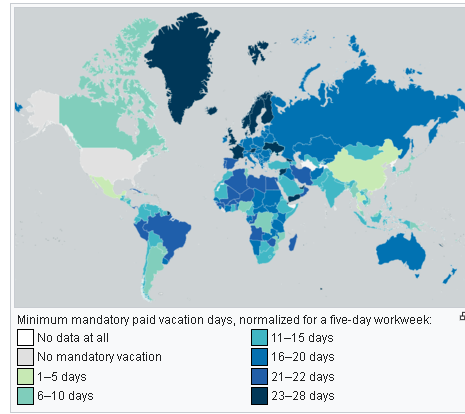 Minimum mandatory paid vacation days, normalized for a five-day workweek:
No data at all
No mandatory vacation
1–5 days
6–10 days
11–15 days
16–20 days
21–22 days
23–28 days